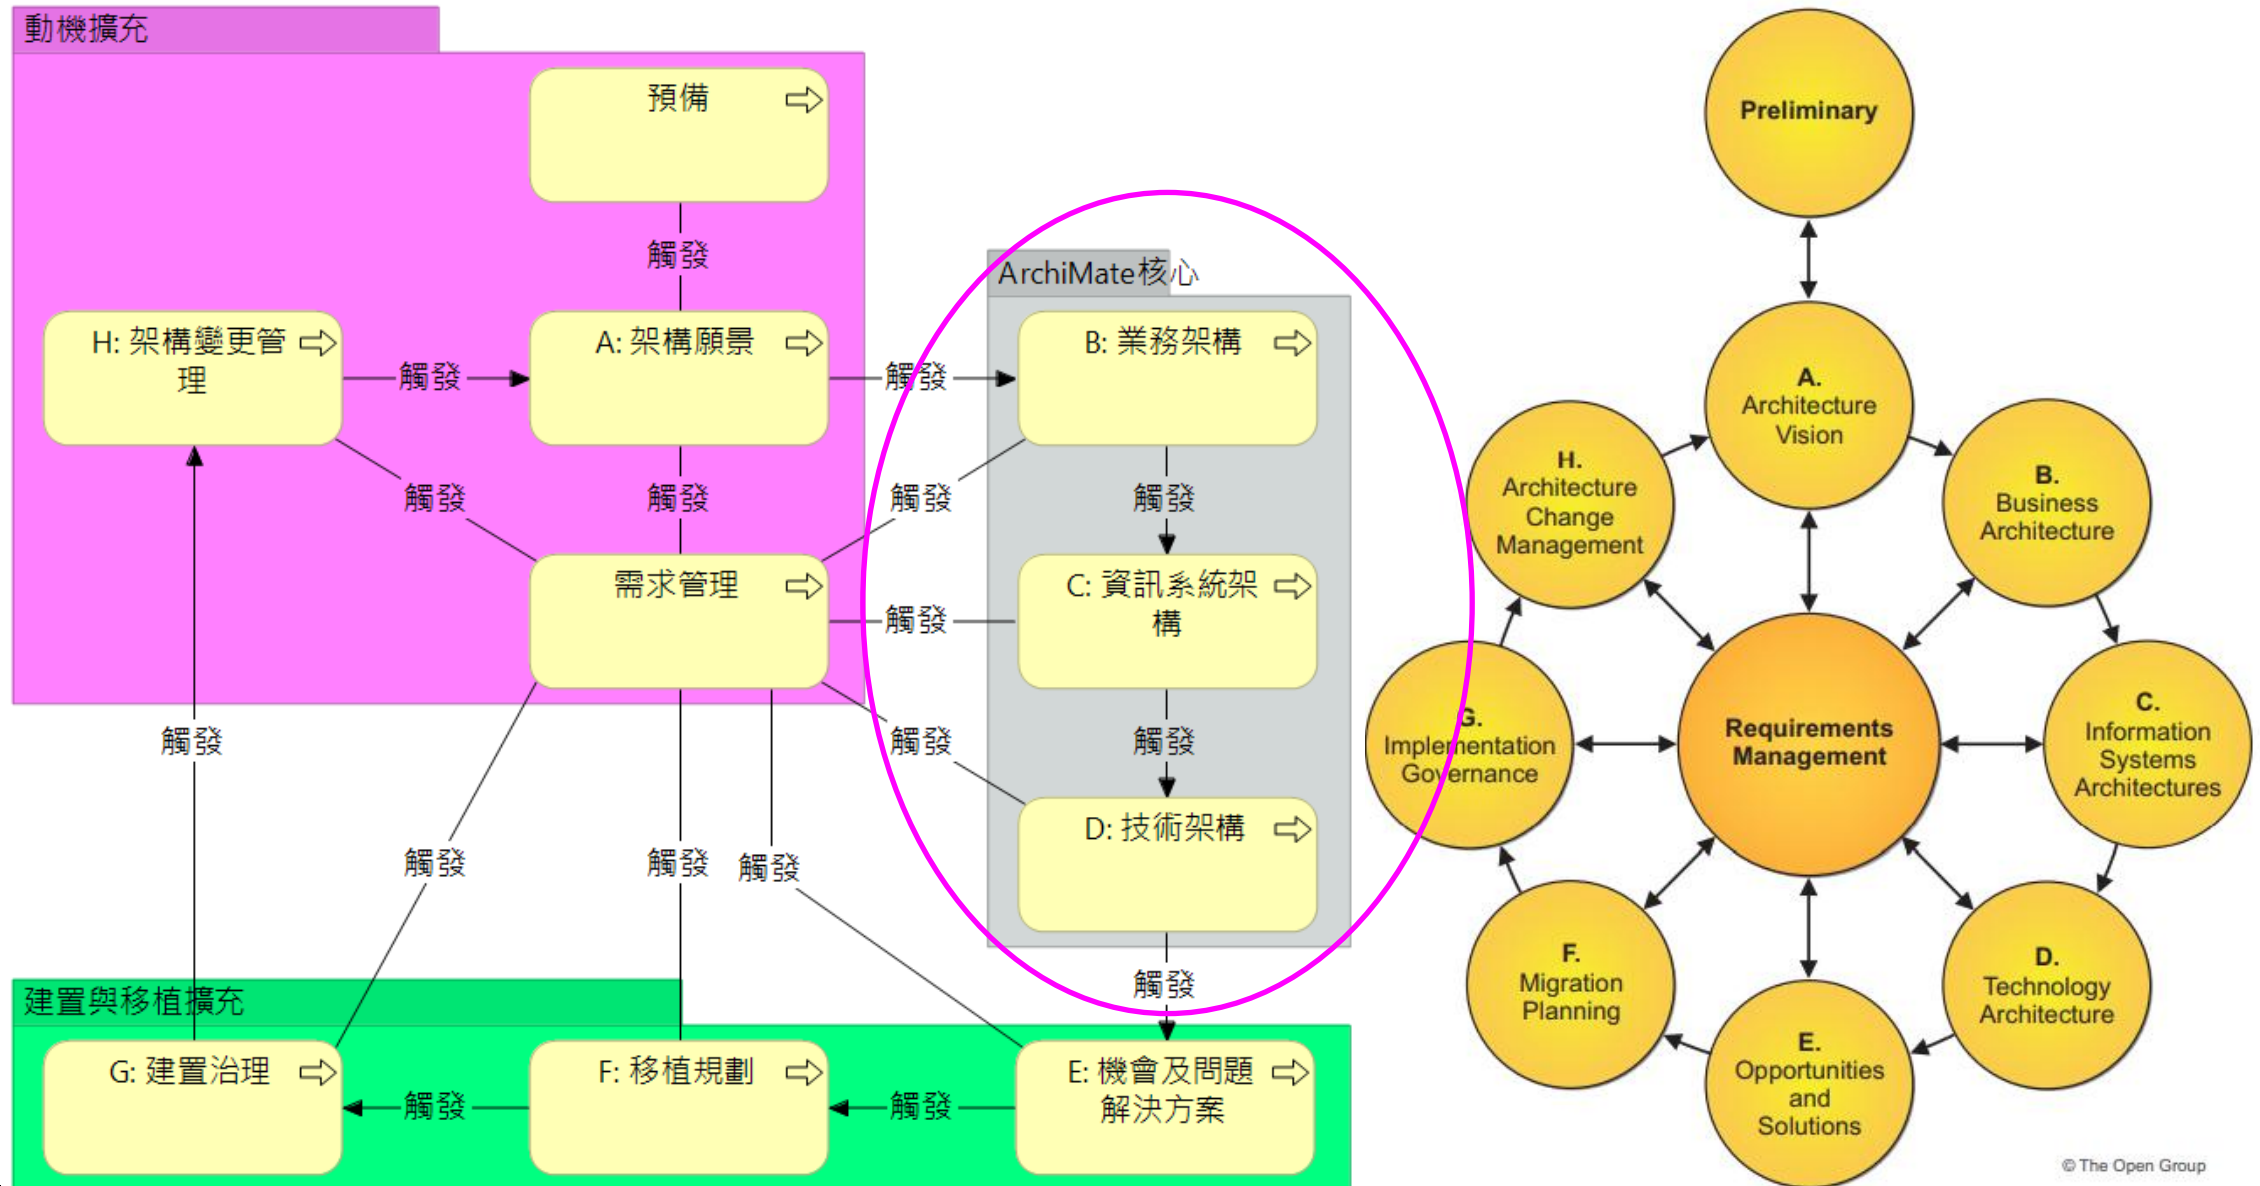 動機擴充
預備
觸發
ArchiMate核心
H: 架構變更管
理
觸發
A: 架構願景
觸發
B: 業務架構
觸發
觸發
觸發
觸發
需求管理
觸發
C: 資訊系統架
構
觸發
觸發
觸發
D: 技術架構
觸發
觸發
觸發
觸發
建置與移植擴充
G: 建置治理
觸發
F: 移植規劃
觸發
E: 機會及問題
解決方案
Preliminary
A.
Architecture
Vision
B.
Business
Architecture
H.
Architecture
Change
Management
C.
Information
Systems
Architectures
Requirements
Management
G.
Implementation
Governance
D.
Technology
Architecture
F.
Migration
Planning
E.
Opportunities
and
Solutions
© The Open Group